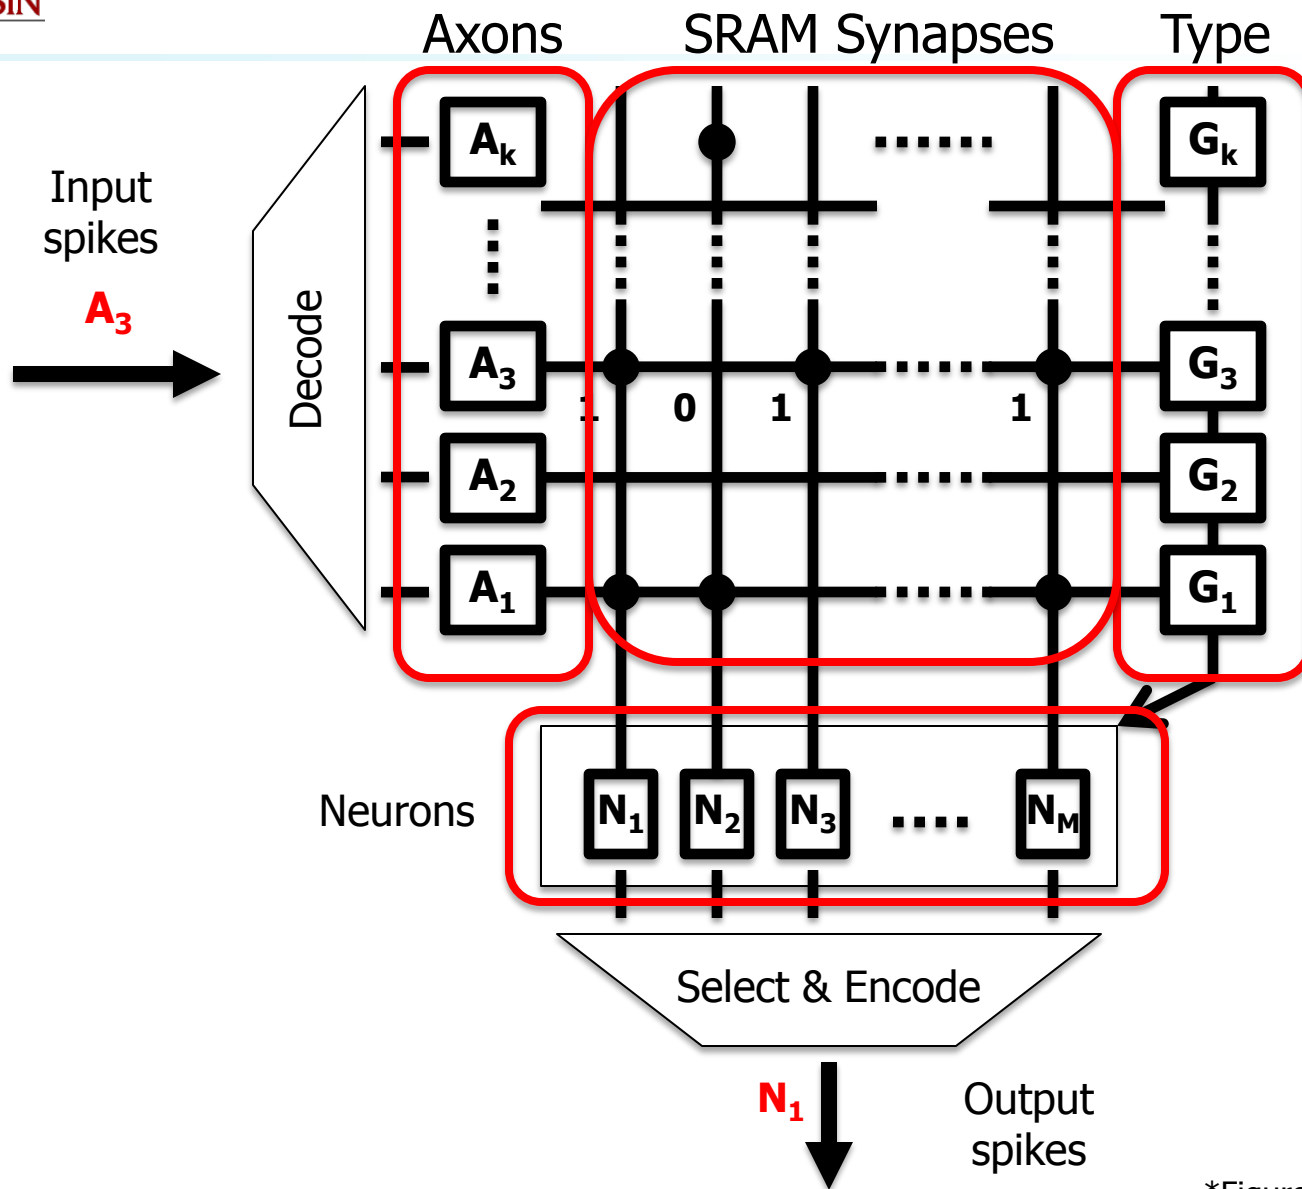 Axons SRAM Synapses Type
Input
spikes
A3
Decode
Ak
Gk
A3
G3
1 0 1 1
A2
G2
A1
G1
Neurons
N1 N2 N3 NM
Select & Encode
N1
Output
spikes